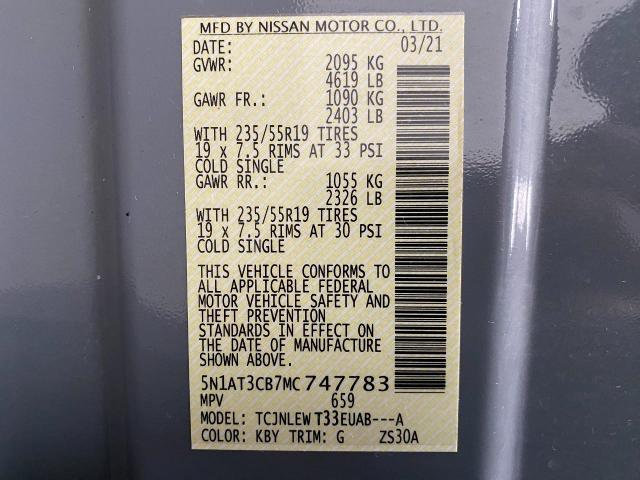 MFD BY NISSAN MOTOR CO., LTD.
DATE: 03/21
GVWR: 2095 KG
4619 LB
GAWR FR.: 1090 KG
2403 LB
WITH 235/55R19 TIRES
19 x 7.5 RIMS AT 33 PSI
COLD SINGLE
GAWR RR.: 1055 KG
2326 LB
WITH 235/55R19 TIRES
19 x 7.5 RIMS AT 30 PSI
COLD SINGLE
THIS VEHICLE CONFORMS TO
ALL APPLICABLE FEDERAL
MOTOR VEHICLE SAFETY AND
THEFT PREVENTION
STANDARDS IN EFFECT ON
THE DATE OF MANUFACTURE
SHOWN ABOVE.
5N1AT3CB7MC747783
MPV 659
MODEL: TCJNLEW T33EUAB---A
COLOR: KBY TRIM: G ZS30A